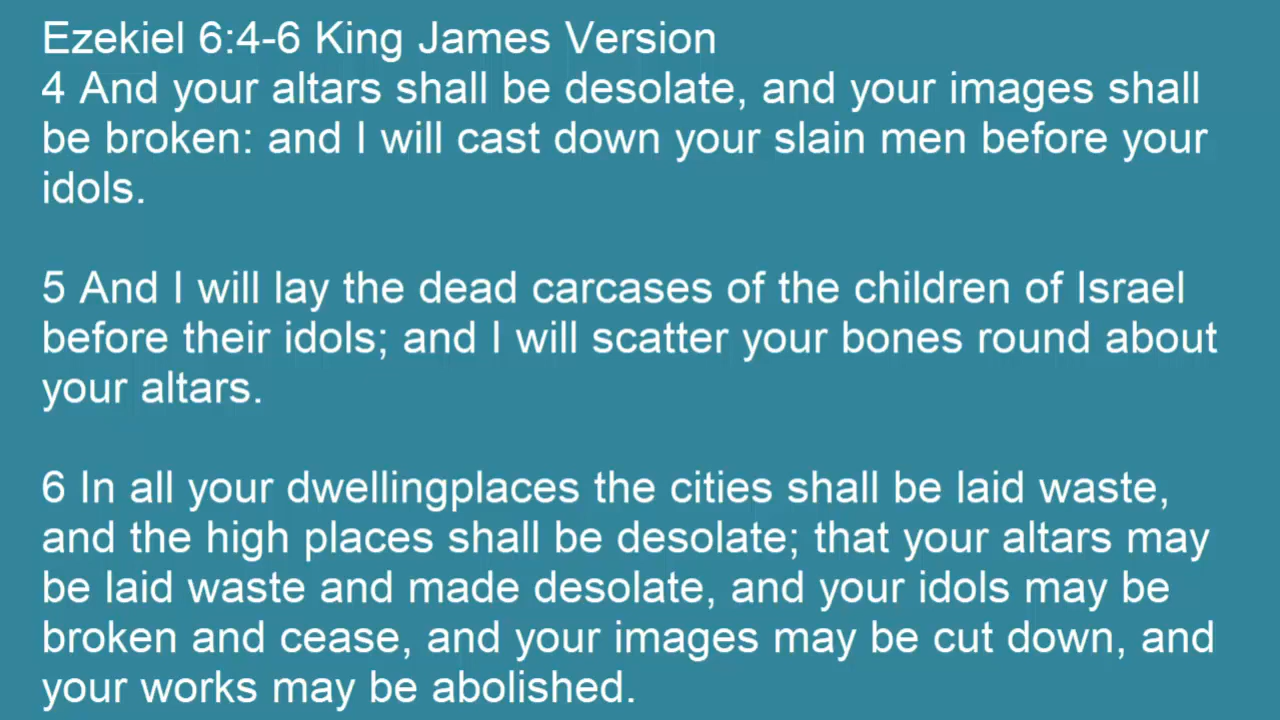 Ezekiel 6:4-6 King James Version
4 And your altars shall be desolate, and your images shall
be broken: and I will cast down your slain men before your
idols.
5 And I will lay the dead carcases of the children of Israel
before their idols; and I will scatter your bones round about
your altars.
6 In all your dwellingplaces the cities shall be laid waste,
and the high places shall be desolate; that your altars may
be laid waste and made desolate, and your idols may be
broken and cease, and your images may be cut down, and
your works may be abolished.